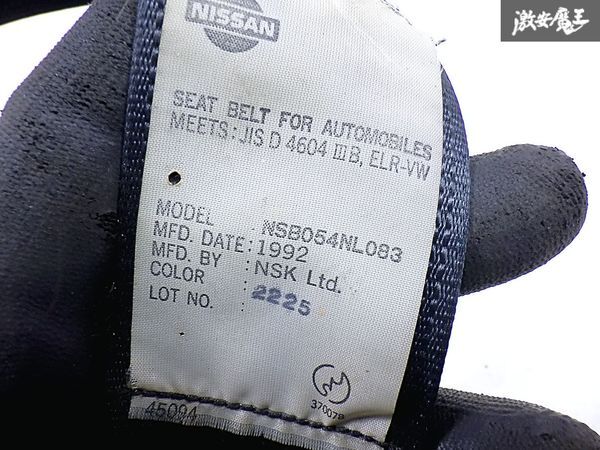 激安魔王
NISSAN
SEAT BELT FOR AUTOMOBILES
MEETS: JIS D 4604 ⅢB, ELR-VW
MODEL : NSB054NL083
MFD. DATE: 1992
MFD. BY : NSK Ltd.
COLOR :
LOT NO. : 2225
37007P
45094